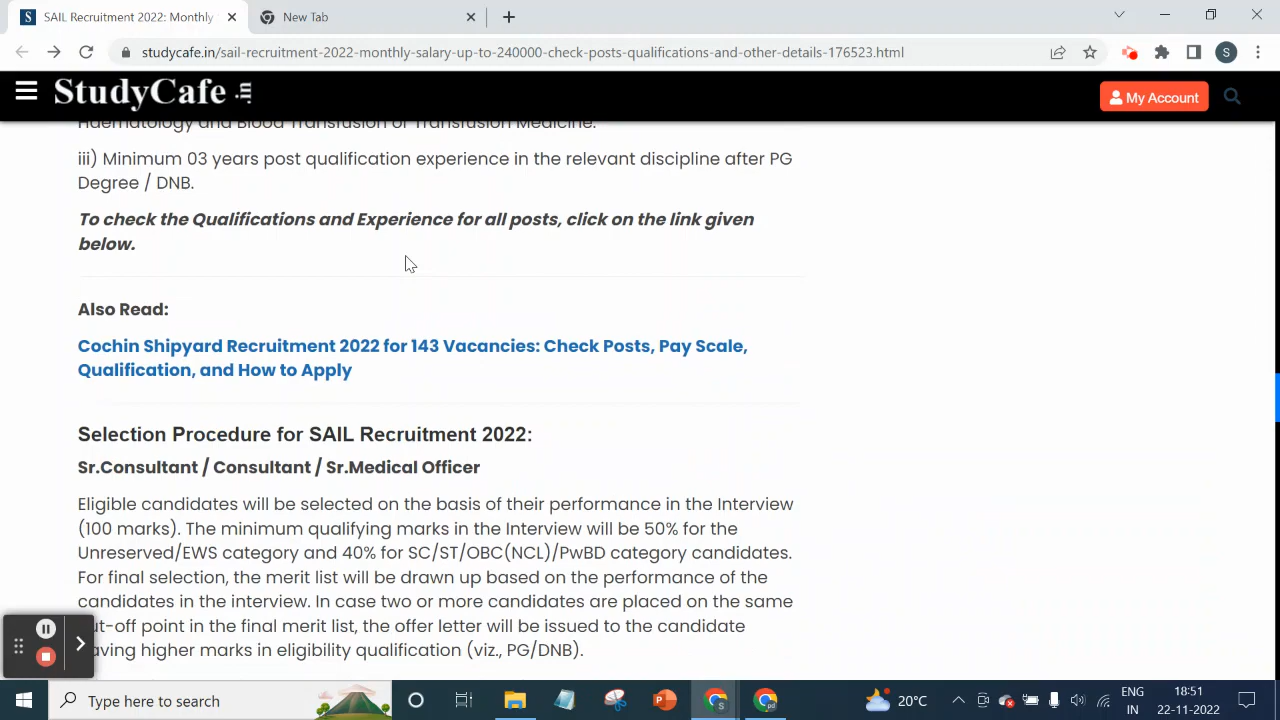 SAIL Recruitment 2022: Monthly
New Tab
studycafe.in/sail-recruitment-2022-monthly-salary-up-to-240000-check-posts-qualifications-and-other-details-176523.html
S
StudyCafe .in
My Account
Haematology and Blood Transfusion or Transfusion Medicine.
iii) Minimum 03 years post qualification experience in the relevant discipline after PG
Degree / DNB.
To check the Qualifications and Experience for all posts, click on the link given
below.
Also Read:
Cochin Shipyard Recruitment 2022 for 143 Vacancies: Check Posts, Pay Scale,
Qualification, and How to Apply
Selection Procedure for SAIL Recruitment 2022:
Sr.Consultant / Consultant / Sr.Medical Officer
Eligible candidates will be selected on the basis of their performance in the Interview
(100 marks). The minimum qualifying marks in the Interview will be 50% for the
Unreserved/EWS category and 40% for SC/ST/OBC(NCL)/PwBD category candidates.
For final selection, the merit list will be drawn up based on the performance of the
candidates in the interview. In case two or more candidates are placed on the same
ut-off point in the final merit list, the offer letter will be issued to the candidate
aving higher marks in eligibility qualification (viz., PG/DNB).
Type here to search
20°C
ENG
IN
18:51
22-11-2022